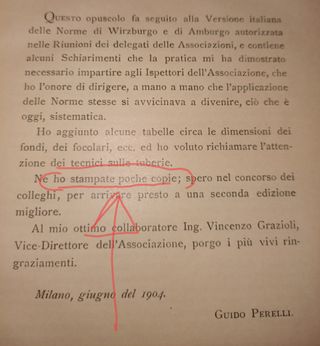 Questo opuscolo fa seguito alla Versione italiana
delle Norme di Wirzburgo e di Amburgo autorizzata
nelle Riunioni dei delegati delle Associazioni, e contiene
alcuni Schiarimenti che la pratica mi ha dimostrato
necessario impartire agli Ispettori dell'Associazione, che
ho l'onore di dirigere, a mano a mano che l'applicazione
delle Norme stesse si avvicinava a divenire, ciò che è
oggi, sistematica.
Ho aggiunto alcune tabelle circa le dimensioni dei
fondi, dei focolari, ecc. ed ho voluto richiamare l'atten-
zione dei tecnici sulle tuberie.
Ne ho stampate poche copie; spero nel concorso dei
colleghi, per arrivare presto a una seconda edizione
migliore.
Al mio ottimo collaboratore Ing. Vincenzo Grazioli,
Vice-Direttore dell'Associazione, porgo i più vivi rin-
graziamenti.
Milano, giugno del 1904.
Guido Perelli.